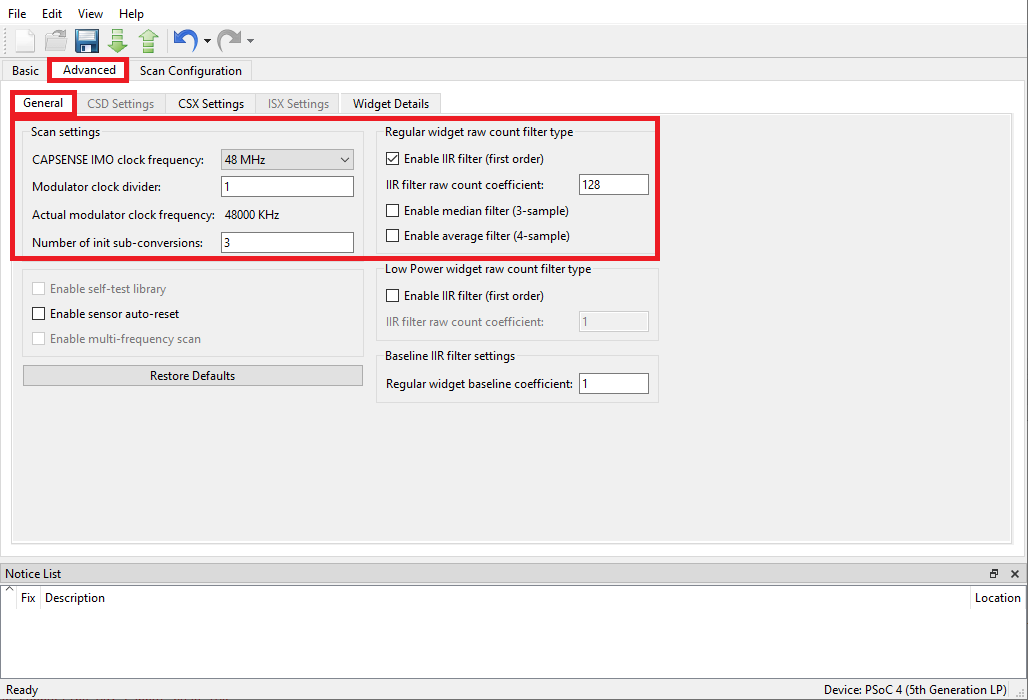 File Edit View Help
Basic Advanced Scan Configuration
General CSD Settings CSX Settings ISX Settings Widget Details
Scan settings
CAPSENSE IMO clock frequency: 48 MHz
Modulator clock divider: 1
Actual modulator clock frequency: 48000 KHz
Number of init sub-conversions: 3
Enable self-test library
Enable sensor auto-reset
Enable multi-frequency scan
Restore Defaults
Regular widget raw count filter type
Enable IIR filter (first order)
IIR filter raw count coefficient: 128
Enable median filter (3-sample)
Enable average filter (4-sample)
Low Power widget raw count filter type
Enable IIR filter (first order)
IIR filter raw count coefficient: 1
Baseline IIR filter settings
Regular widget baseline coefficient: 1
Notice List
Fix Description Location
Ready Device: PSoC 4 (5th Generation LP)